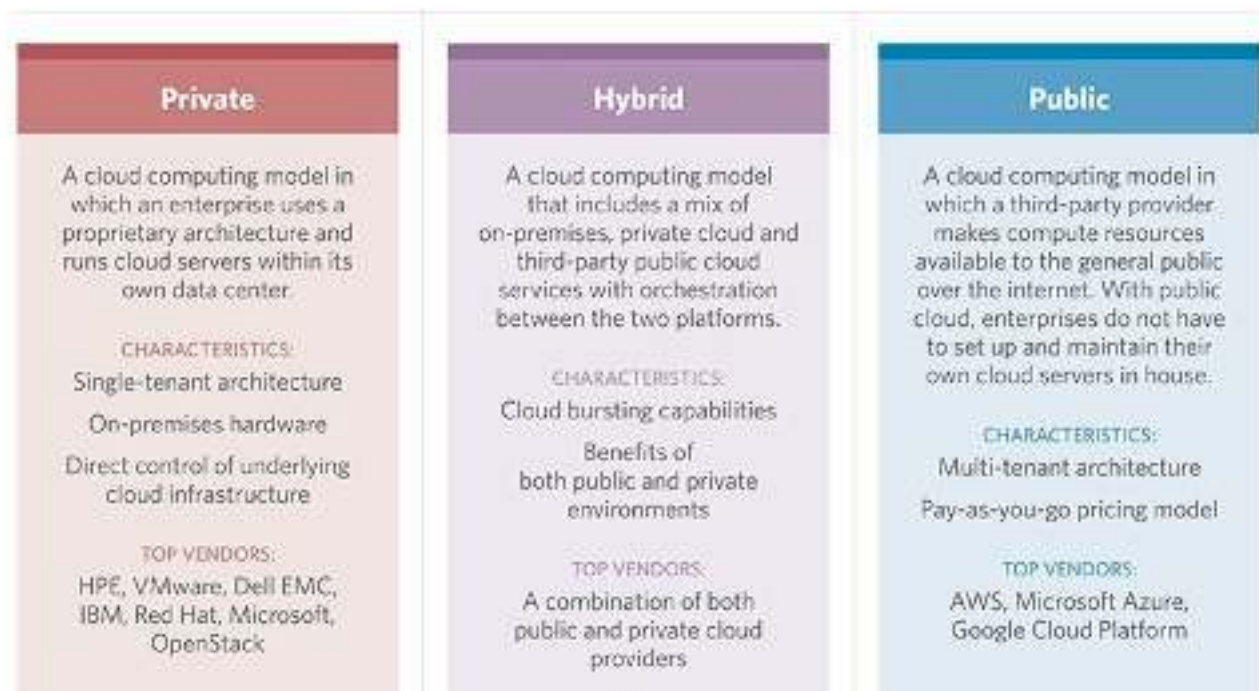 Private
A cloud computing model in
which an enterprise uses a
proprietary architecture and
runs cloud servers within its
own data center.
CHARACTERISTICS:
Single-tenant architecture
On-premises hardware
Direct control of underlying
cloud infrastructure
TOP VENDORS:
HPE, VMware, Dell EMC,
IBM, Red Hat, Microsoft,
OpenStack
Hybrid
A cloud computing model
that includes a mix of
on-premises, private cloud and
third-party public cloud
services with orchestration
between the two platforms.
CHARACTERISTICS:
Cloud bursting capabilities
Benefits of
both public and private
environments
TOP VENDORS:
A combination of both
public and private cloud
providers
Public
A cloud computing model in
which a third-party provider
makes compute resources
available to the general public
over the internet. With public
cloud, enterprises do not have
to set up and maintain their
own cloud servers in house.
CHARACTERISTICS:
Multi-tenant architecture
Pay-as-you-go pricing model
TOP VENDORS:
AWS, Microsoft Azure,
Google Cloud Platform